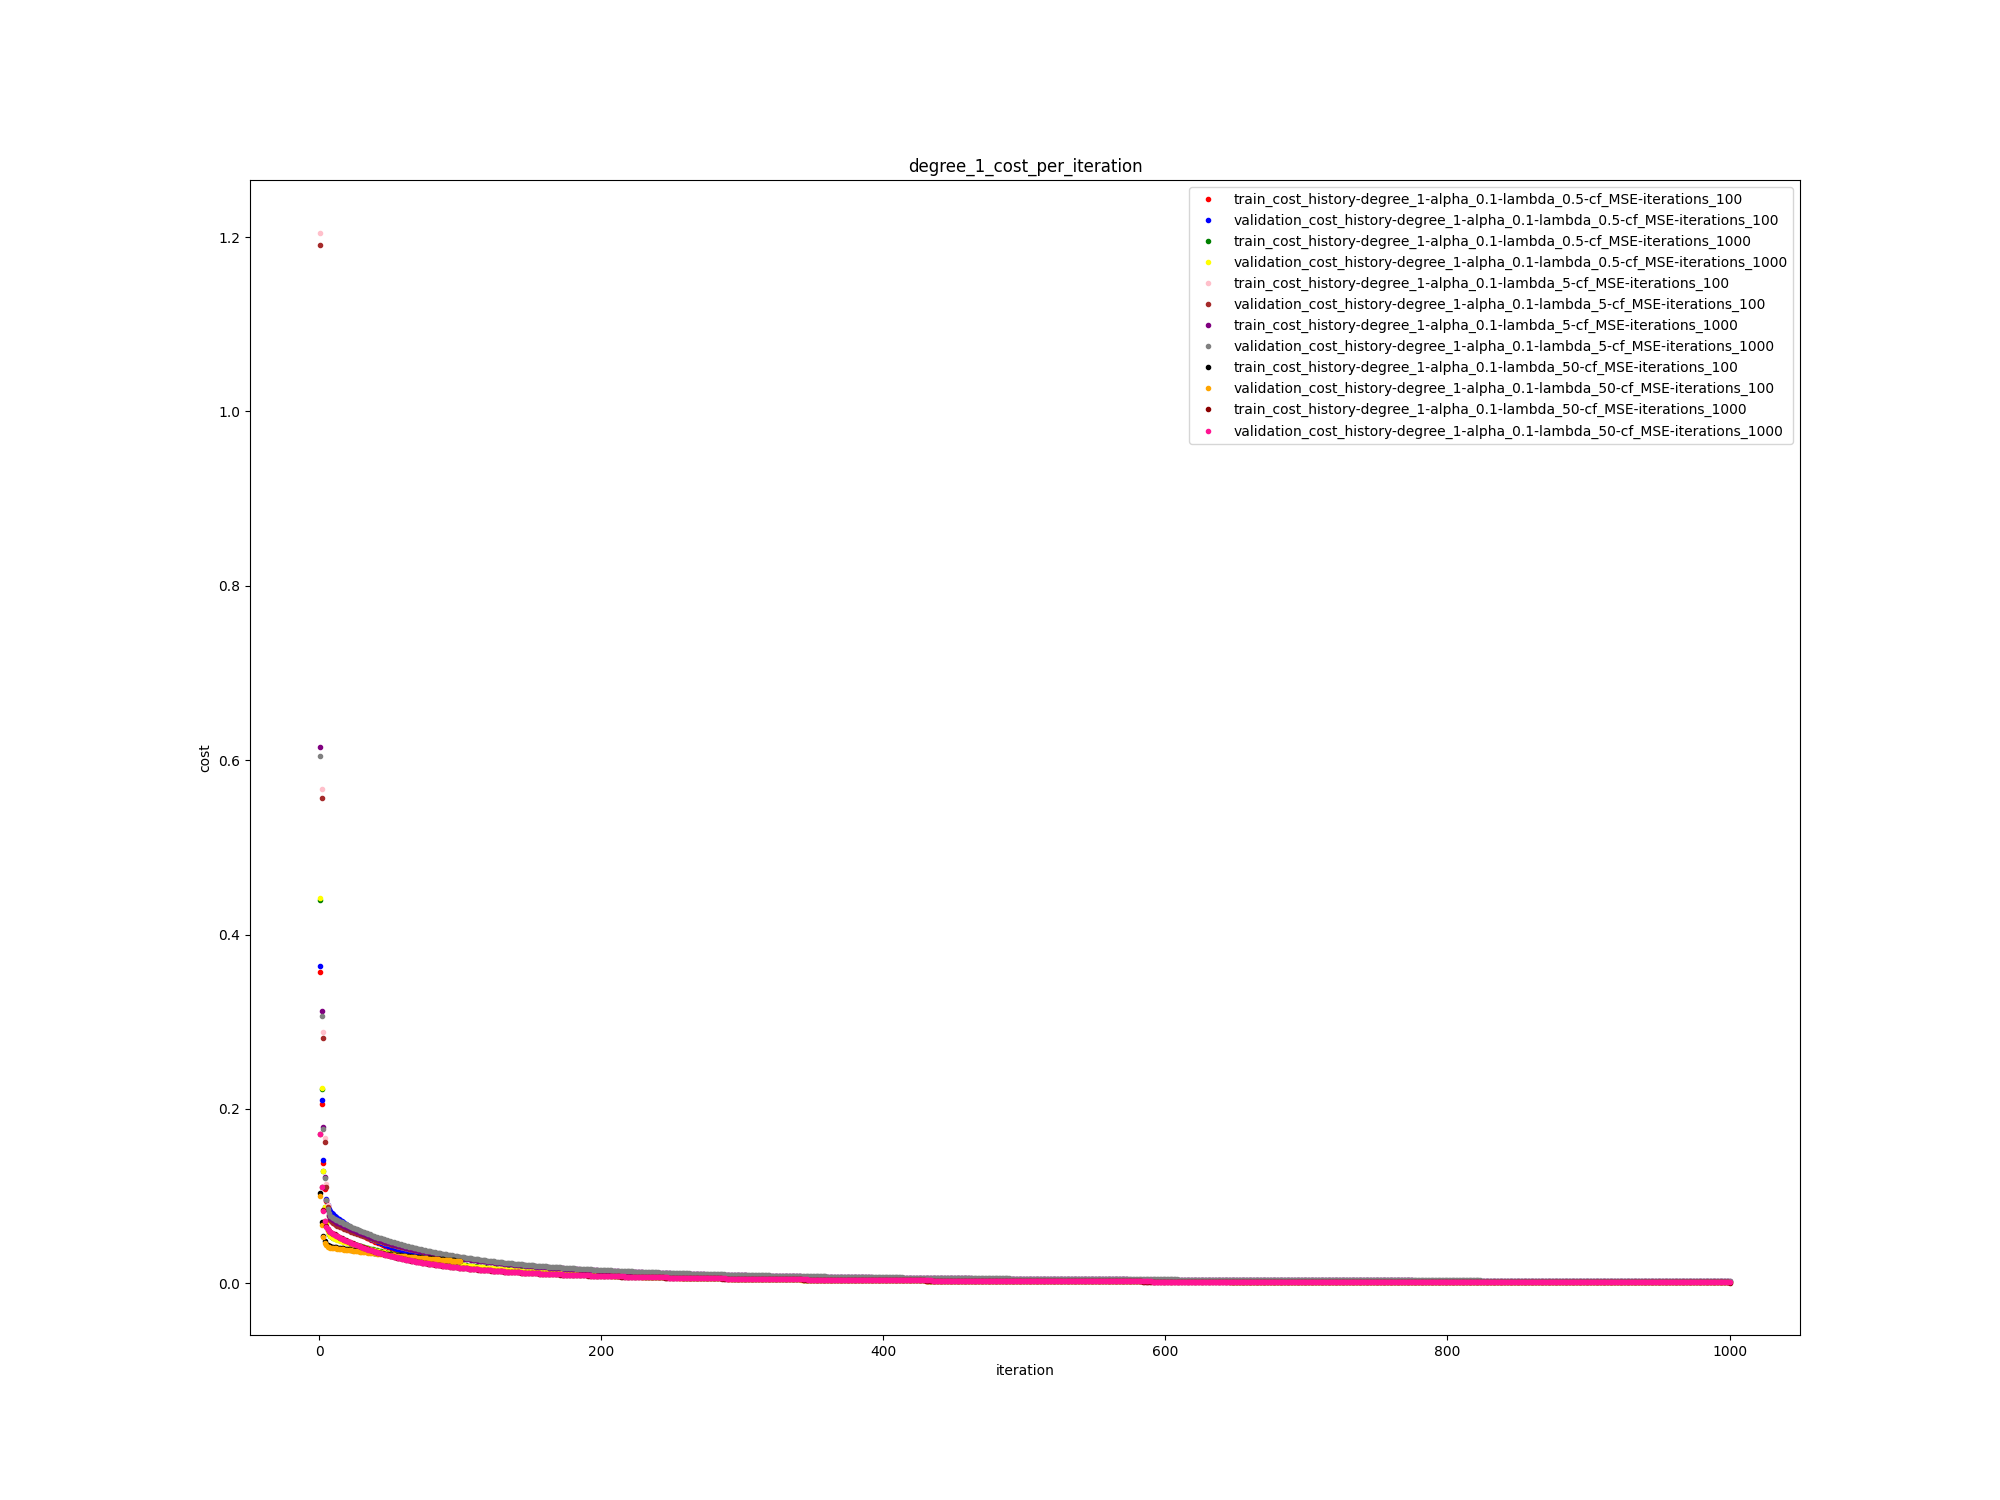 degree_1_cost_per_iteration
train_cost_history-degree_1-alpha_0.1-lambda_0.5-cf_MSE-iterations_100
validation_cost_history-degree_1-alpha_0.1-lambda_0.5-cf_MSE-iterations_100
train_cost_history-degree_1-alpha_0.1-lambda_0.5-cf_MSE-iterations_1000
validation_cost_history-degree_1-alpha_0.1-lambda_0.5-cf_MSE-iterations_1000
train_cost_history-degree_1-alpha_0.1-lambda_5-cf_MSE-iterations_100
validation_cost_history-degree_1-alpha_0.1-lambda_5-cf_MSE-iterations_100
train_cost_history-degree_1-alpha_0.1-lambda_5-cf_MSE-iterations_1000
validation_cost_history-degree_1-alpha_0.1-lambda_5-cf_MSE-iterations_1000
train_cost_history-degree_1-alpha_0.1-lambda_50-cf_MSE-iterations_100
validation_cost_history-degree_1-alpha_0.1-lambda_50-cf_MSE-iterations_100
train_cost_history-degree_1-alpha_0.1-lambda_50-cf_MSE-iterations_1000
validation_cost_history-degree_1-alpha_0.1-lambda_50-cf_MSE-iterations_1000
1.2
1.0
0.8
0.6
0.4
0.2
0.0
cost
0 200 400 600 800 1000
iteration